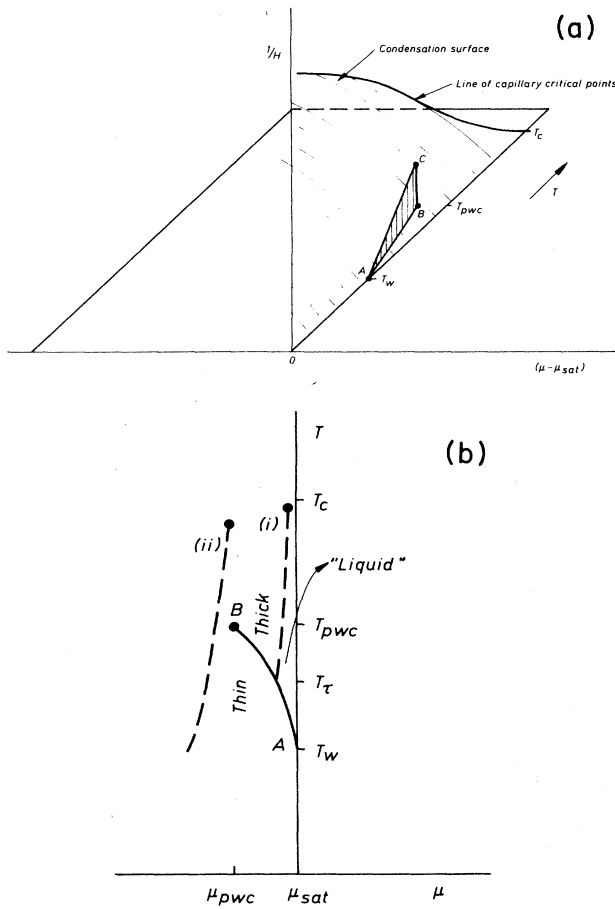 (a)
1/H
Condensation surface
Line of capillary critical points
T_c
C
T
B
T_pwc
A
T_w
0
(μ-μ_sat)
T
(b)
T_c
(i)
(ii)
"Liquid"
B
Thick
T_pwc
Thin
T_τ
A
T_w
μ_pwc
μ_sat
μ